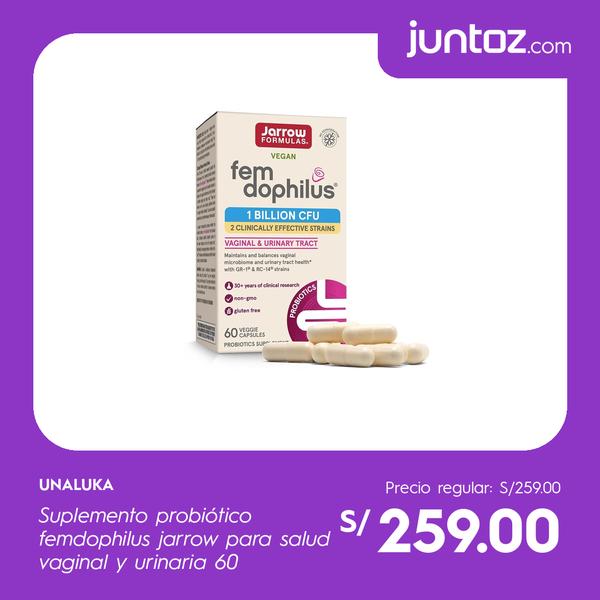 juntoz.com
Jarrow
FORMULAS®
VEGAN
fem
dophilus®
1 BILLION CFU
2 CLINICALLY EFFECTIVE STRAINS
VAGINAL & URINARY TRACT
Maintains and balances vaginal
microbiome and urinary tract health*
with GR-1® & RC-14® strains
30+ years of clinical research
non-gmo
gluten free
PROBIOTICS
60 VEGGIE
CAPSULES
PROBIOTICS
UNALUKA
Precio regular: S/259.00
Suplemento probiótico
femdophilus jarrow para salud
vaginal y urinaria 60
S/ 259.00